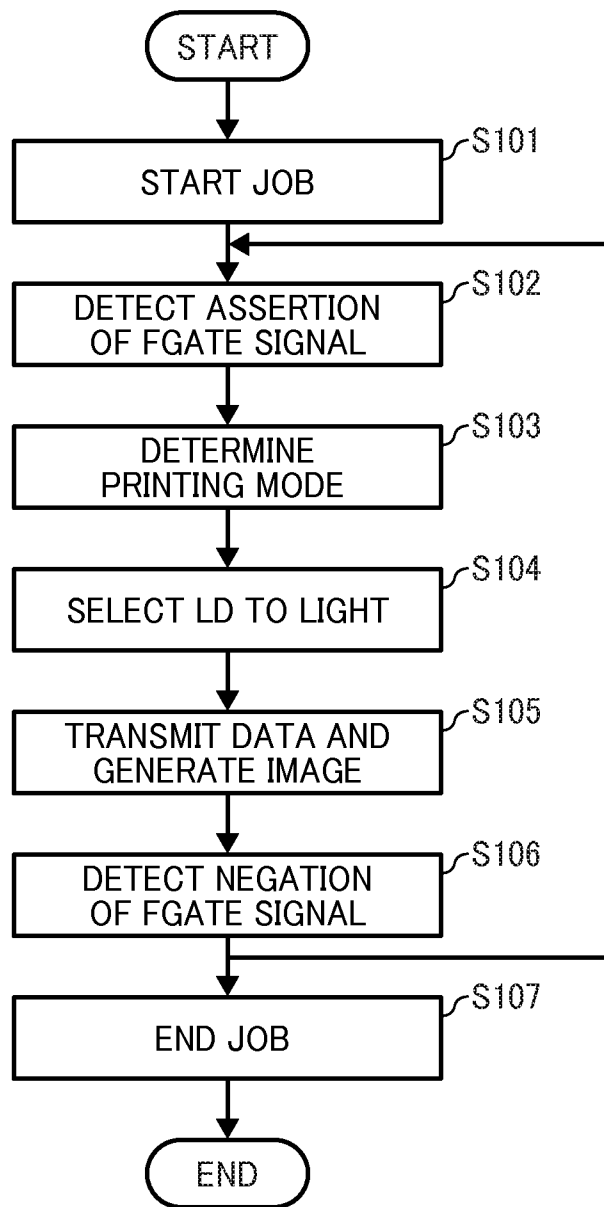 START
S101
START JOB
S102
DETECT ASSERTION
OF FGATE SIGNAL
S103
DETERMINE
PRINTING MODE
S104
SELECT LD TO LIGHT
S105
TRANSMIT DATA AND
GENERATE IMAGE
S106
DETECT NEGATION
OF FGATE SIGNAL
S107
END JOB
END